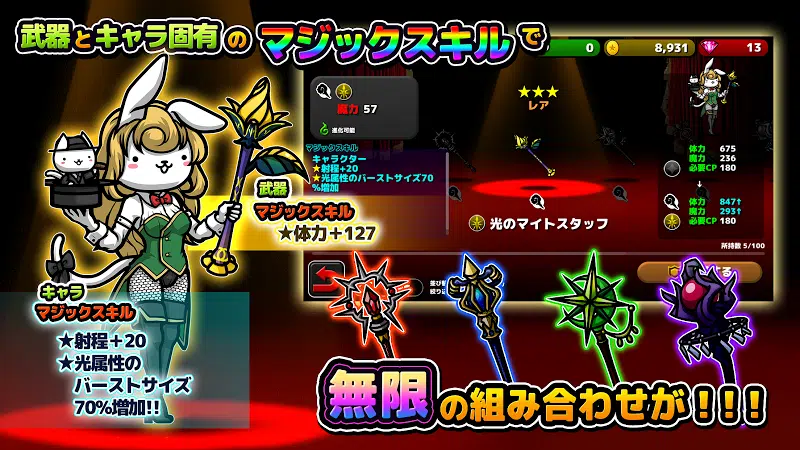 武器とキャラ固有のマジックスキルで
0
8,931
13
魔力 57
進化可能
マジックスキル
キャラクター
★射程+20
★光属性のバーストサイズ70
%増加
★★★
レア
光のマイトスタッフ
体力 675
魔力 236
必要CP 180
体力 847↑
魔力 293↑
必要CP 180
所持数 5/100
並び
絞り
る
武器
マジックスキル
★体力+127
キャラ
マジックスキル
★射程+20
★光属性の
バーストサイズ
70%増加!!
無限の組み合わせが!!!